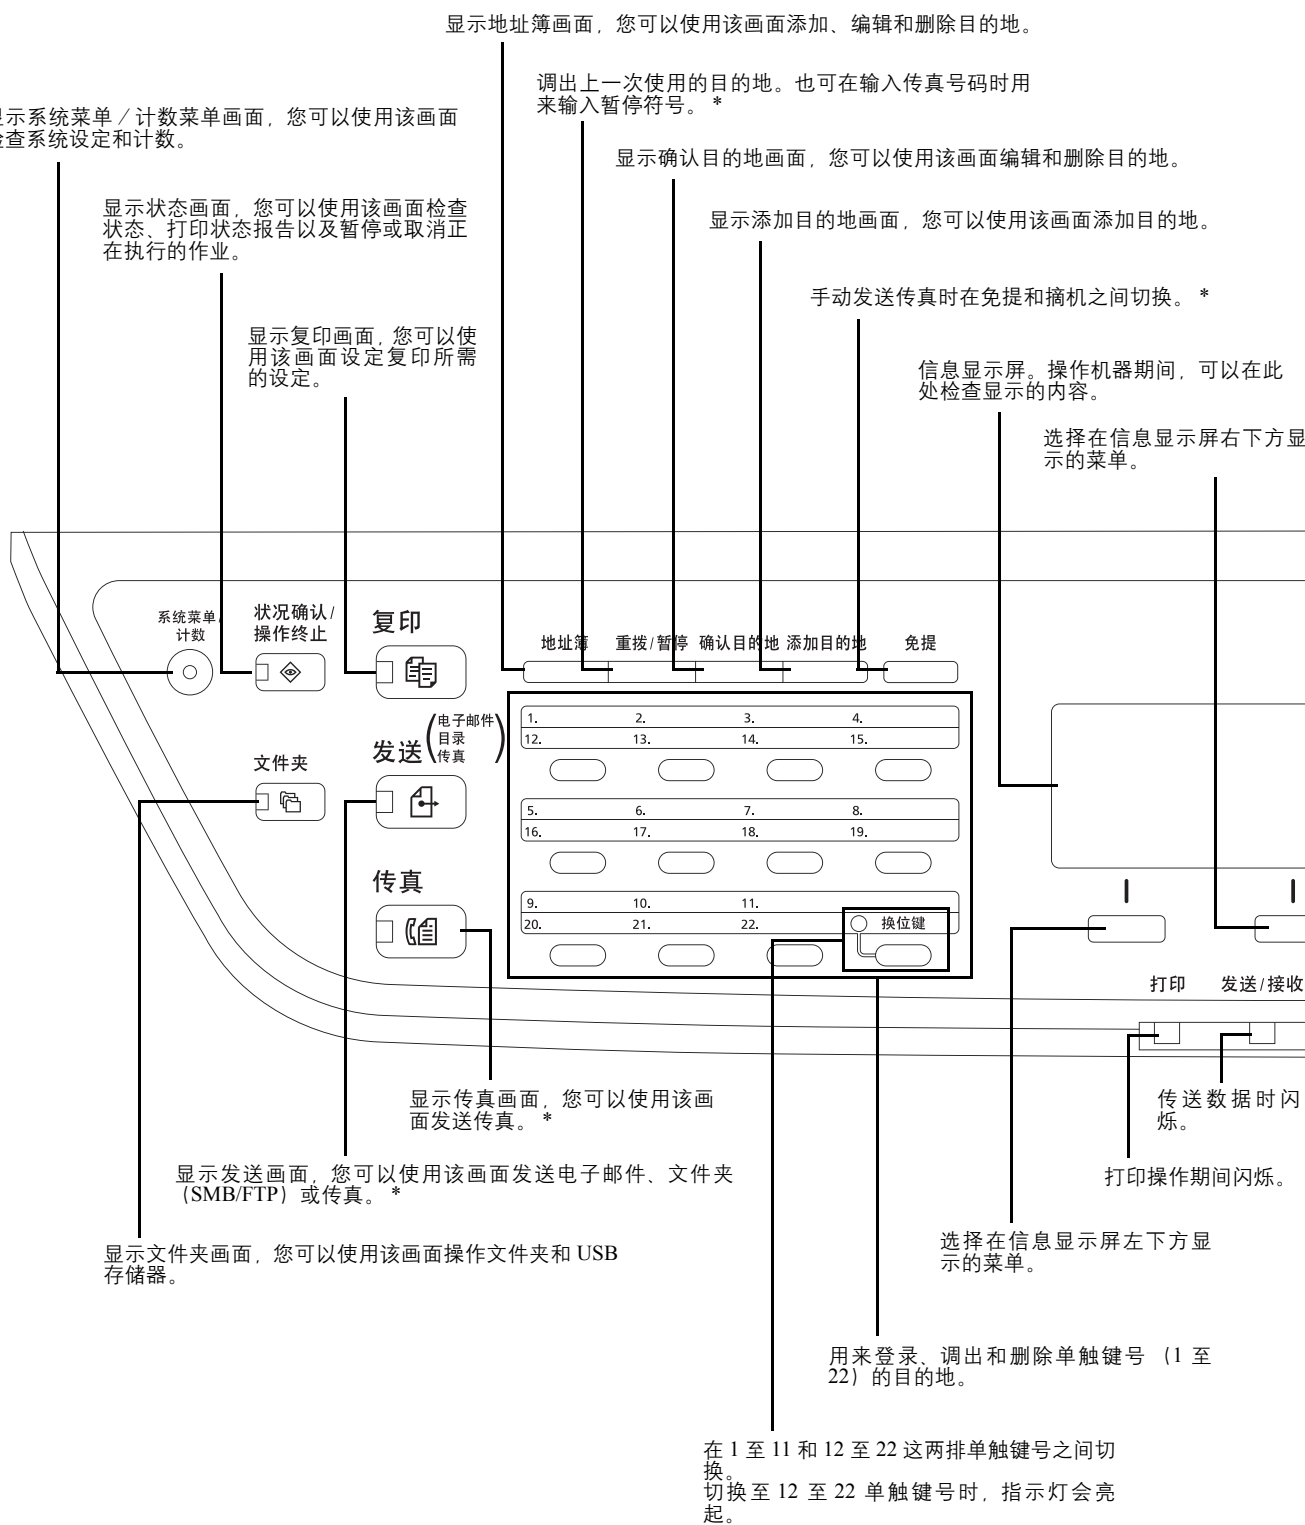 显示地址簿画面，您可以使用该画面添加、编辑和删除目的地。
调出上一次使用的目的地。也可在输入传真号码时用
来输入暂停符号。 *
示系统菜单 / 计数菜单画面，您可以使用该画面
查系统设定和计数。
显示确认目的地画面，您可以使用该画面编辑和删除目的地。
显示状态画面，您可以使用该画面检查
状态、打印状态报告以及暂停或取消正
在执行的作业。
显示添加目的地画面，您可以使用该画面添加目的地。
手动发送传真时在免提和摘机之间切换。 *
显示复印画面，您可以使
用该画面设定复印所需
的设定。
信息显示屏。操作机器期间，可以在此
处检查显示的内容。
选择在信息显示屏右下方显
示的菜单。
系统菜单/
计数
状况确认/
操作终止
复印
地址簿
重拨/暂停
确认目的地
添加目的地
免提
1. 2. 3. 4.
12. 13. 14. 15.
发送
(电子邮件
目录
传真)
文件夹
5. 6. 7. 8.
16. 17. 18. 19.
传真
9. 10. 11.
20. 21. 22.
换位键
打印
发送/接收
显示传真画面，您可以使用该画
面发送传真。 *
传送数据时闪
烁。
显示发送画面，您可以使用该画面发送电子邮件、文件夹
（SMB/FTP）或传真。 *
打印操作期间闪烁。
显示文件夹画面，您可以使用该画面操作文件夹和 USB
存储器。
选择在信息显示屏左下方显
示的菜单。
用来登录、调出和删除单触键号 （1 至
22）的目的地。
在 1 至 11 和 12 至 22 这两排单触键号之间切
换。
切换至 12 至 22 单触键号时，指示灯会亮
起。